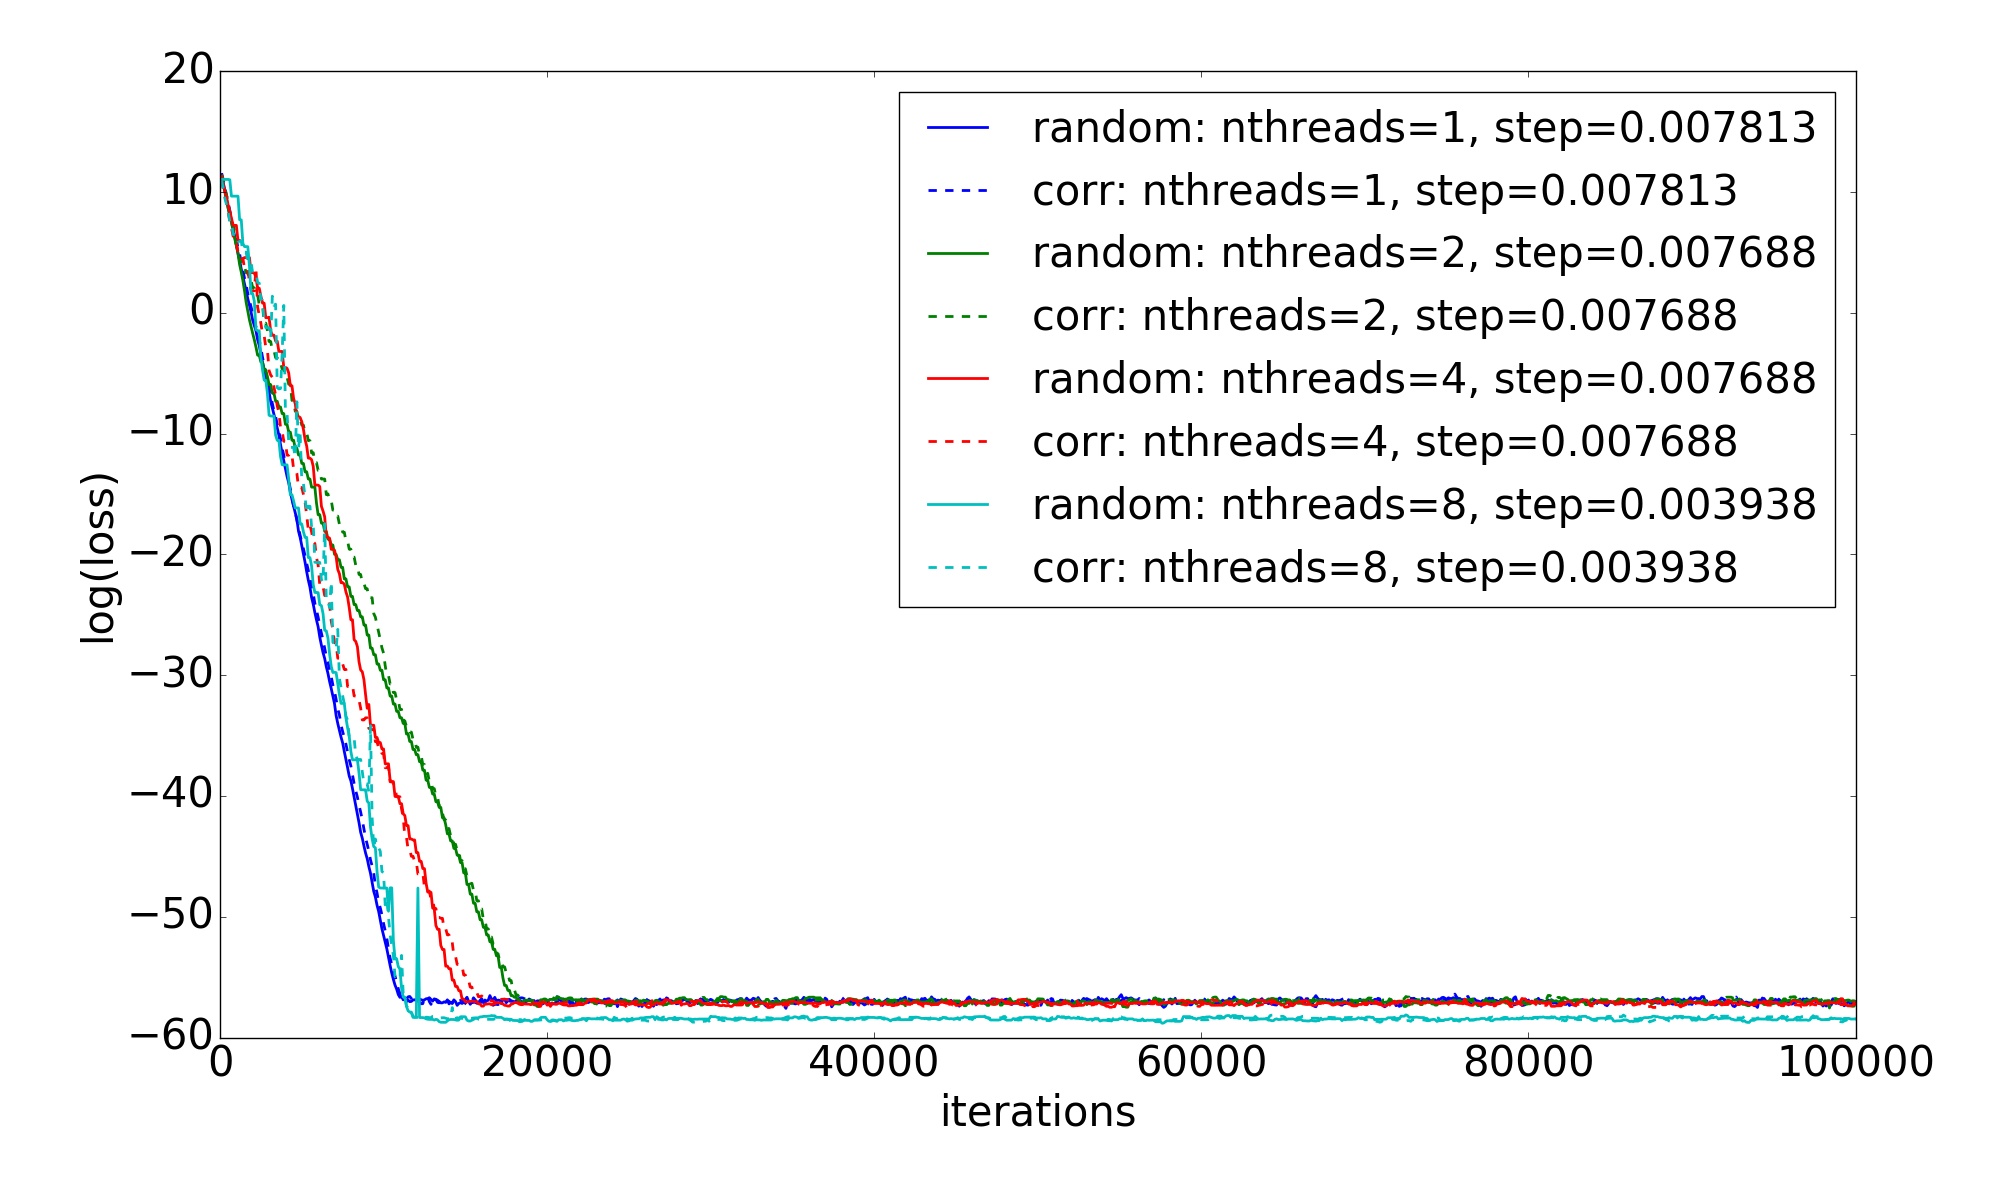 20
10
0
−10
−20
−30
−40
−50
−60
log(loss)
random: nthreads=1, step=0.007813
corr: nthreads=1, step=0.007813
random: nthreads=2, step=0.007688
corr: nthreads=2, step=0.007688
random: nthreads=4, step=0.007688
corr: nthreads=4, step=0.007688
random: nthreads=8, step=0.003938
corr: nthreads=8, step=0.003938
0 20000 40000 60000 80000 100000
iterations